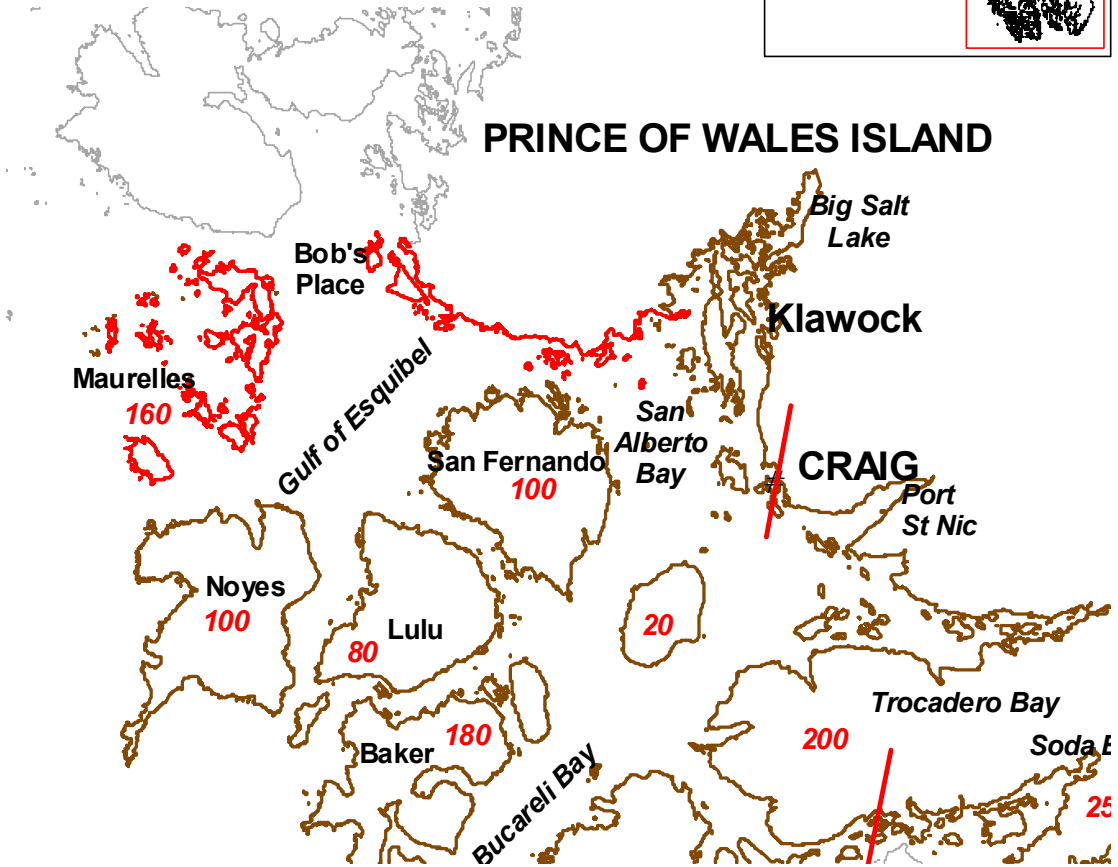 PRINCE OF WALES ISLAND
Big Salt
Lake
Bob's
Place
Klawock
Maurelles
160
Gulf of Esquibel
San
Alberto
Bay
San Fernando
100
CRAIG
Port
St Nic
Noyes
100
Lulu
80
20
Trocadero Bay
200
180
Baker
Soda
Bucareli Bay